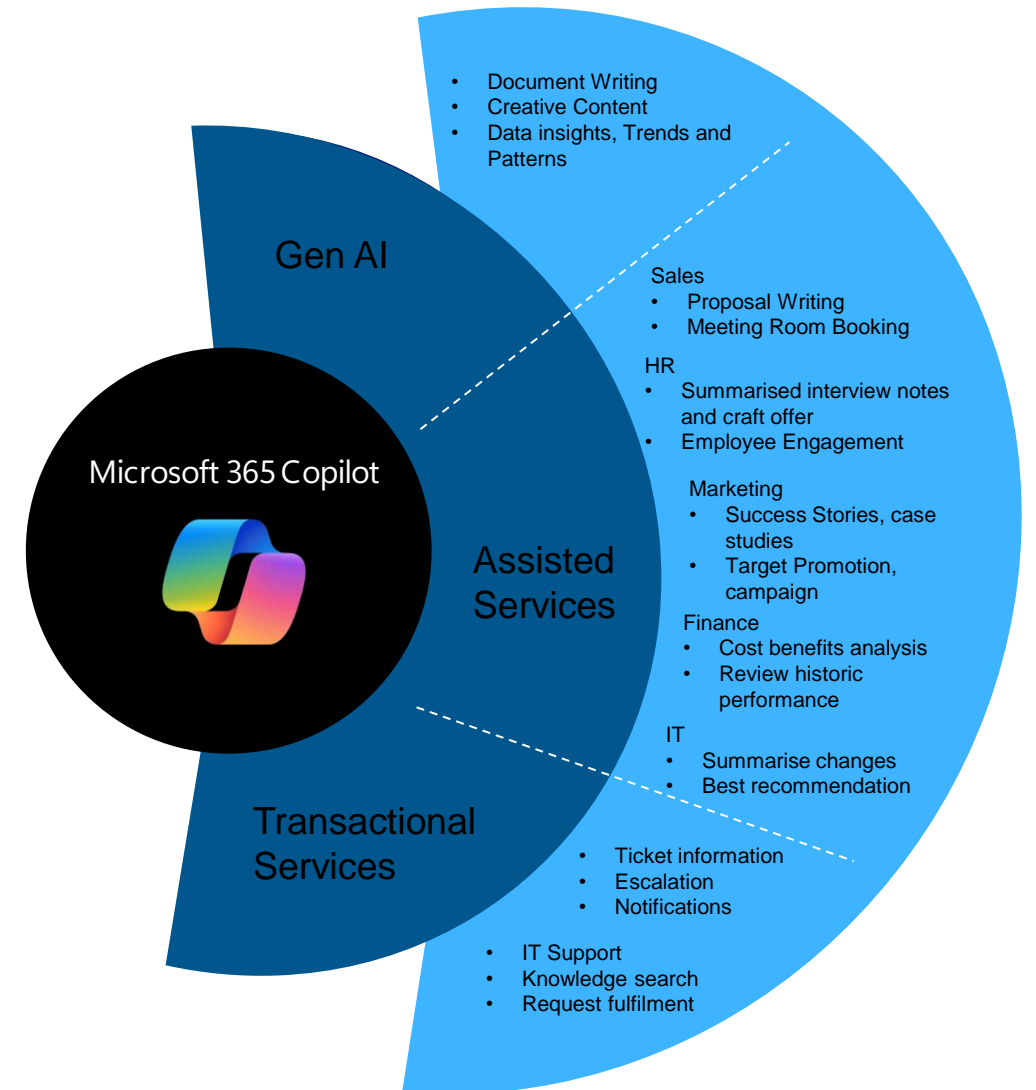 • Document Writing
• Creative Content
• Data insights, Trends and
Patterns
Gen AI
Sales
• Proposal Writing
• Meeting Room Booking
HR
• Summarised interview notes
and craft offer
• Employee Engagement
Microsoft 365 Copilot
Marketing
• Success Stories, case
studies
• Target Promotion,
campaign
Assisted
Services
Finance
• Cost benefits analysis
• Review historic
performance
IT
• Summarise changes
• Best recommendation
Transactional
Services
• Ticket information
• Escalation
• Notifications
• IT Support
• Knowledge search
• Request fulfilment